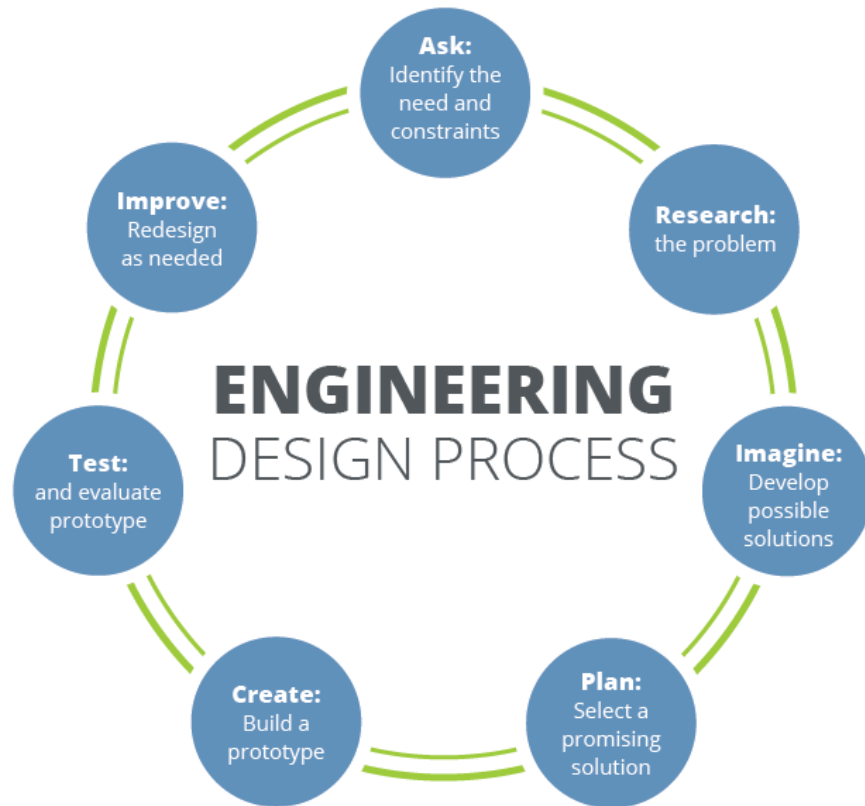 Ask:
Identify the
need and
constraints
Research:
the problem
Imagine:
Develop
possible
solutions
Plan:
Select a
promising
solution
Create:
Build a
prototype
Test:
and evaluate
prototype
Improve:
Redesign
as needed
ENGINEERING
DESIGN PROCESS